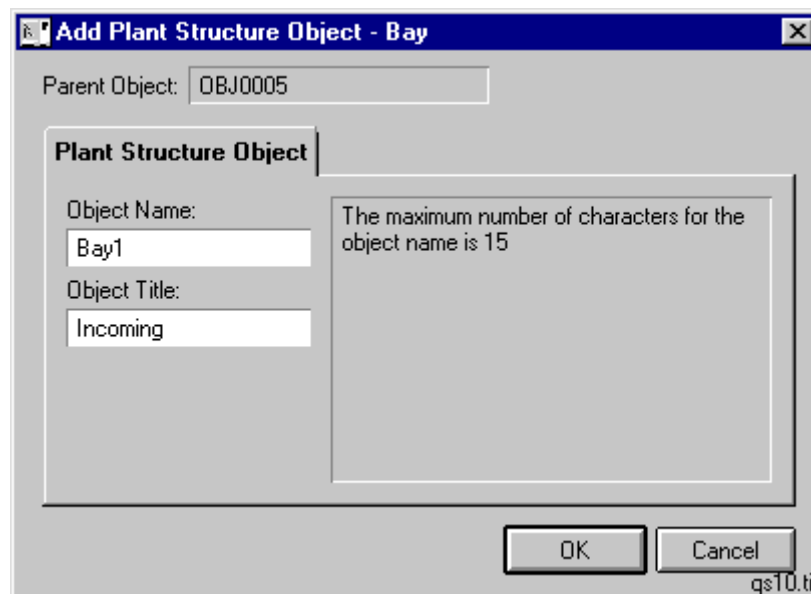 Add Plant Structure Object - Bay
Parent Object: OBJ0005
Plant Structure Object
Object Name:
Bay1
Object Title:
Incoming
The maximum number of characters for the
object name is 15
OK
Cancel
qs10.ti